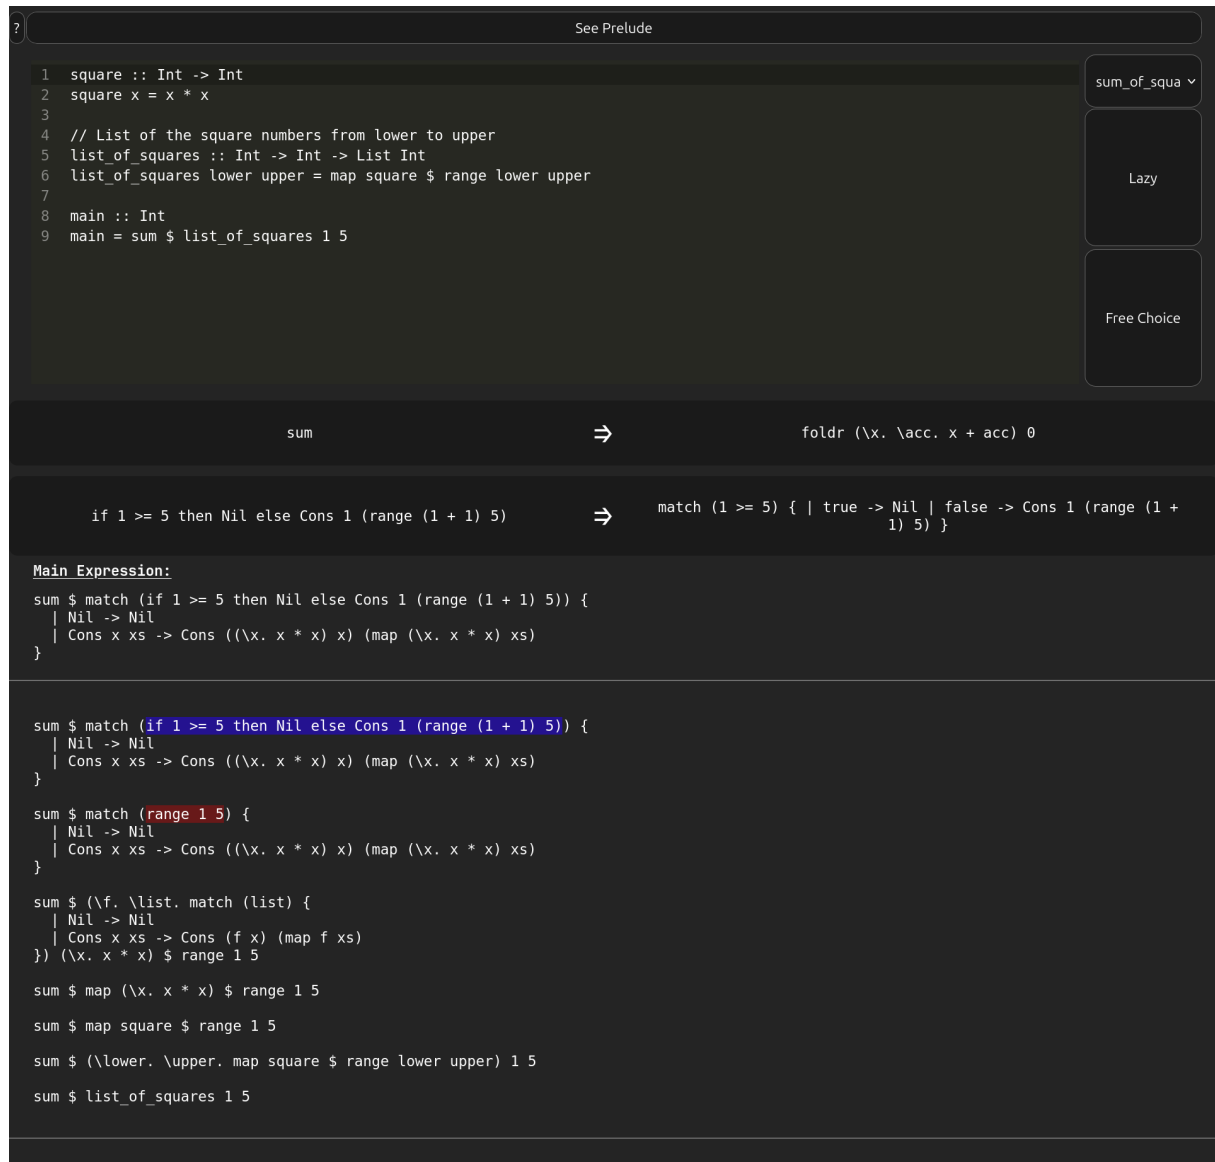 ?
See Prelude
1 square :: Int -> Int
2 square x = x * x
3
4 // List of the square numbers from lower to upper
5 list_of_squares :: Int -> Int -> List Int
6 list_of_squares lower upper = map square $ range lower upper
7
8 main :: Int
9 main = sum $ list_of_squares 1 5
sum_of_squa
Lazy
Free Choice
sum ⇒ foldr (\x. \acc. x + acc) 0
if 1 >= 5 then Nil else Cons 1 (range (1 + 1) 5) ⇒ match (1 >= 5) { | true -> Nil | false -> Cons 1 (range (1 +
1) 5) }
Main Expression:
sum $ match (if 1 >= 5 then Nil else Cons 1 (range (1 + 1) 5)) {
  | Nil -> Nil
  | Cons x xs -> Cons ((\x. x * x) x) (map (\x. x * x) xs)
}
sum $ match (if 1 >= 5 then Nil else Cons 1 (range (1 + 1) 5)) {
  | Nil -> Nil
  | Cons x xs -> Cons ((\x. x * x) x) (map (\x. x * x) xs)
}
sum $ match (range 1 5) {
  | Nil -> Nil
  | Cons x xs -> Cons ((\x. x * x) x) (map (\x. x * x) xs)
}
sum $ (\f. \list. match (list) {
  | Nil -> Nil
  | Cons x xs -> Cons (f x) (map f xs)
}) (\x. x * x) $ range 1 5
sum $ map (\x. x * x) $ range 1 5
sum $ map square $ range 1 5
sum $ (\lower. \upper. map square $ range lower upper) 1 5
sum $ list_of_squares 1 5